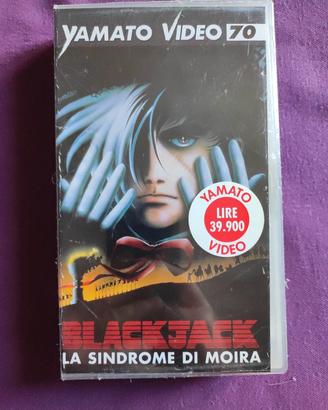 YAMATO VIDEO 70
YAMATO
LIRE
39.900
VIDEO
BLACKJACK
LA SINDROME DI MOIRA